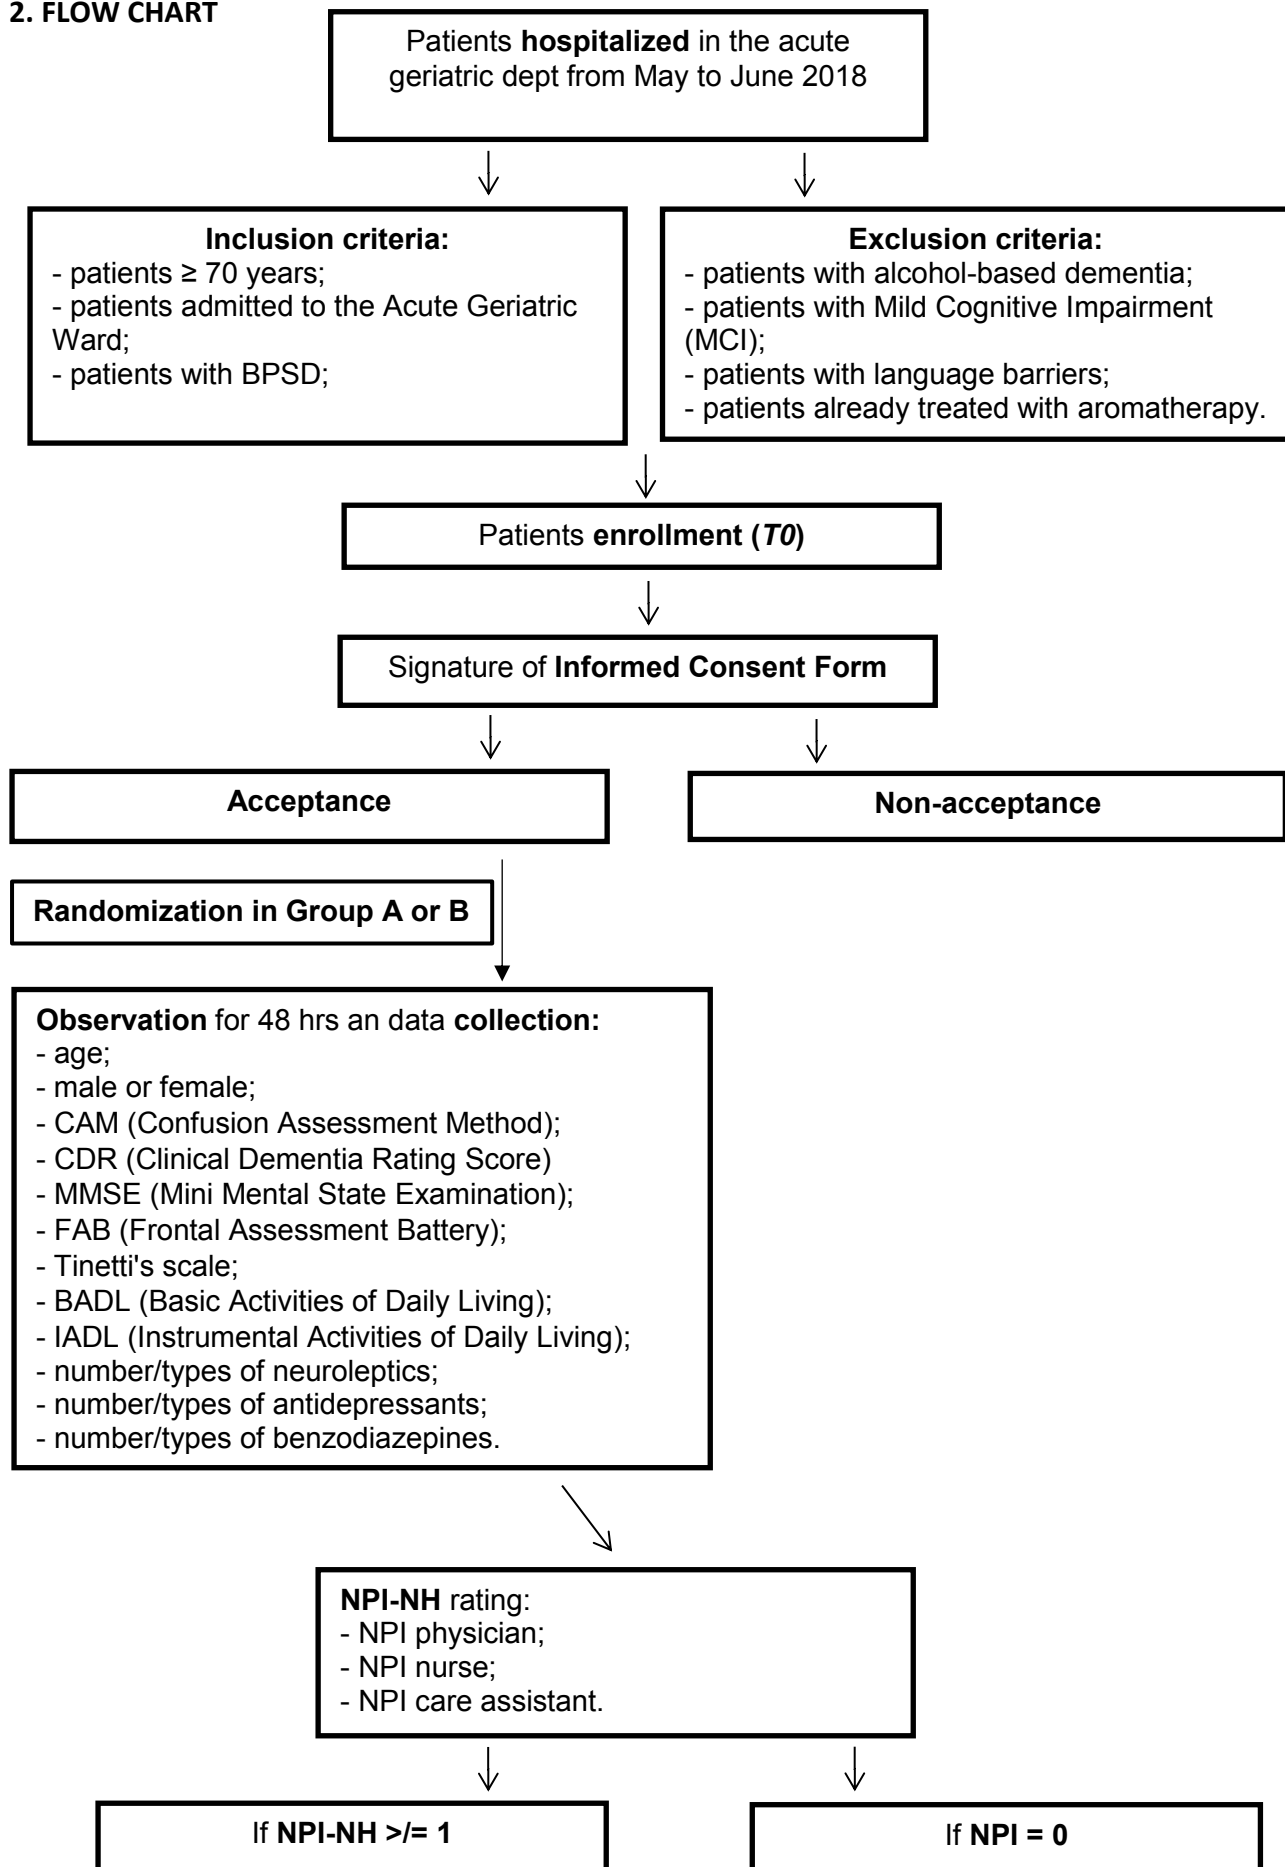 2. FLOW CHART
Patients hospitalized in the acute
geriatric dept from May to June 2018
Inclusion criteria:
- patients ≥ 70 years;
- patients admitted to the Acute Geriatric
Ward;
- patients with BPSD;
Exclusion criteria:
- patients with alcohol-based dementia;
- patients with Mild Cognitive Impairment
(MCI);
- patients with language barriers;
- patients already treated with aromatherapy.
Patients enrollment (T0)
Signature of Informed Consent Form
Acceptance
Non-acceptance
Randomization in Group A or B
Observation for 48 hrs an data collection:
- age;
- male or female;
- CAM (Confusion Assessment Method);
- CDR (Clinical Dementia Rating Score)
- MMSE (Mini Mental State Examination);
- FAB (Frontal Assessment Battery);
- Tinetti's scale;
- BADL (Basic Activities of Daily Living);
- IADL (Instrumental Activities of Daily Living);
- number/types of neuroleptics;
- number/types of antidepressants;
- number/types of benzodiazepines.
NPI-NH rating:
- NPI physician;
- NPI nurse;
- NPI care assistant.
If NPI-NH >/= 1
If NPI = 0